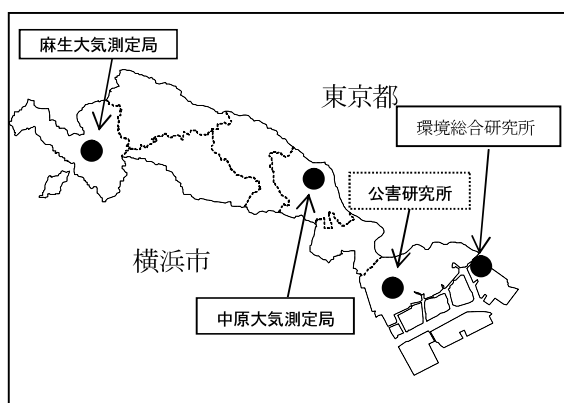 麻生大気測定局
東京都
環境総合研究所
公害研究所
横浜市
中原大気測定局